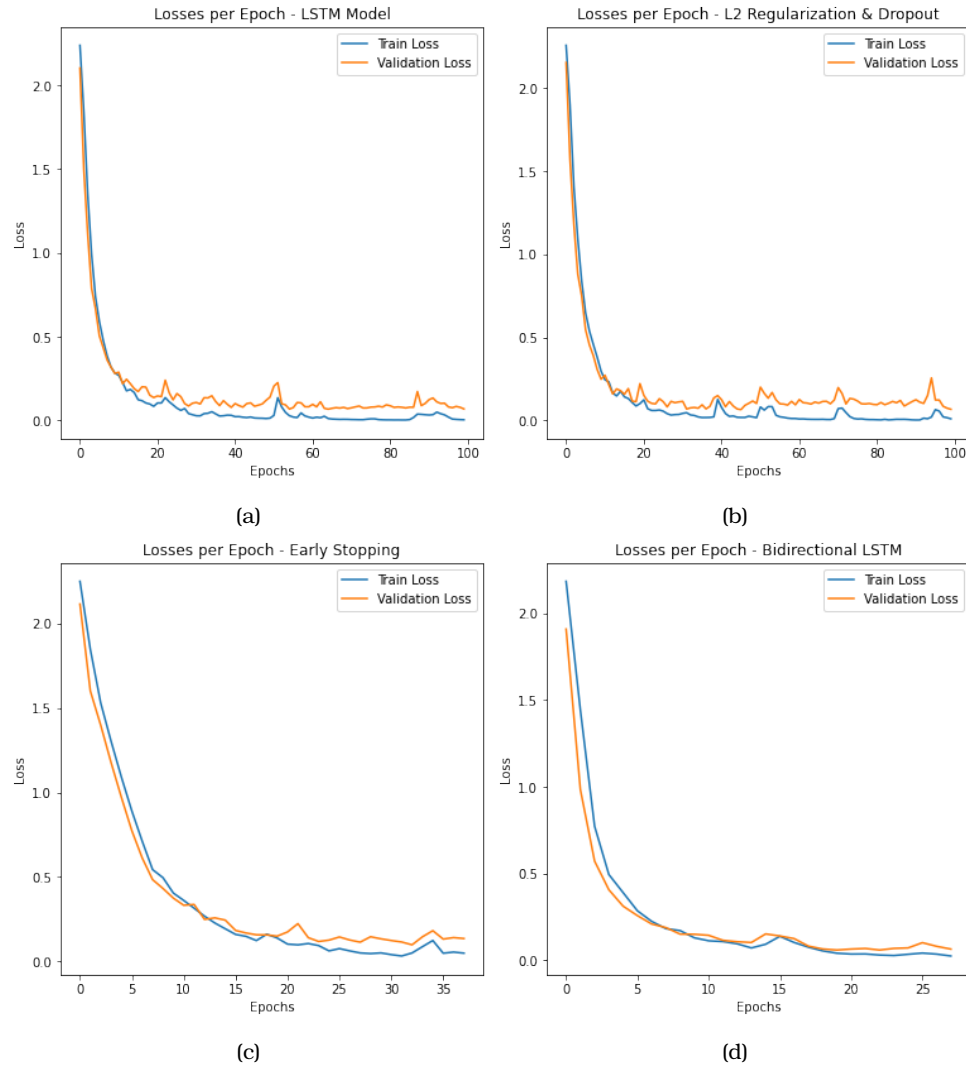 Losses per Epoch - LSTM Model
Train Loss
Validation Loss
2.0
1.5
1.0
0.5
0.0
Loss
0 20 40 60 80 100
Epochs
(a)
Losses per Epoch - L2 Regularization & Dropout
Train Loss
Validation Loss
2.0
1.5
1.0
0.5
0.0
Loss
0 20 40 60 80 100
Epochs
(b)
Losses per Epoch - Early Stopping
Train Loss
Validation Loss
2.0
1.5
1.0
0.5
0.0
Loss
0 5 10 15 20 25 30 35
Epochs
(c)
Losses per Epoch - Bidirectional LSTM
Train Loss
Validation Loss
2.0
1.5
1.0
0.5
0.0
Loss
0 5 10 15 20 25
Epochs
(d)